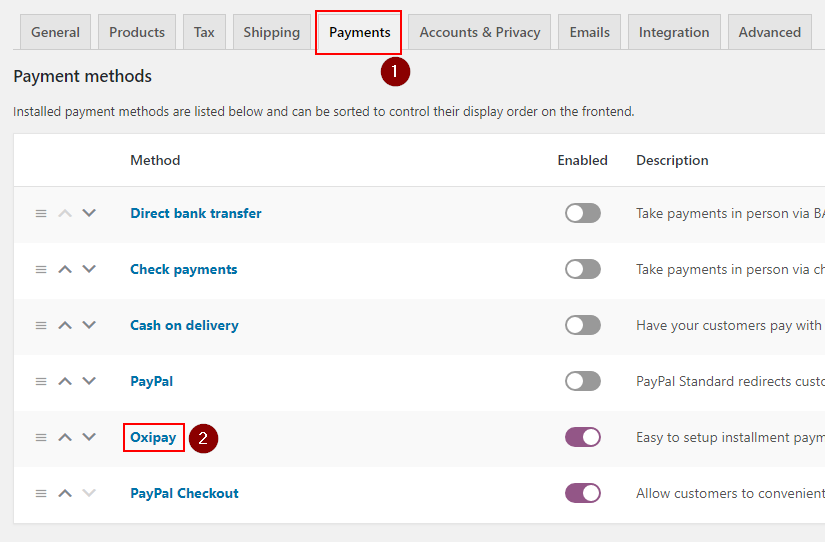 General Products Tax Shipping Payments Accounts & Privacy Emails Integration Advanced
1
Payment methods
Installed payment methods are listed below and can be sorted to control their display order on the frontend.
Method Enabled Description
Direct bank transfer Take payments in person via BA
Check payments Take payments in person via ch
Cash on delivery Have your customers pay with
PayPal PayPal Standard redirects custo
Oxipay 2 Easy to setup installment paym
PayPal Checkout Allow customers to convenient